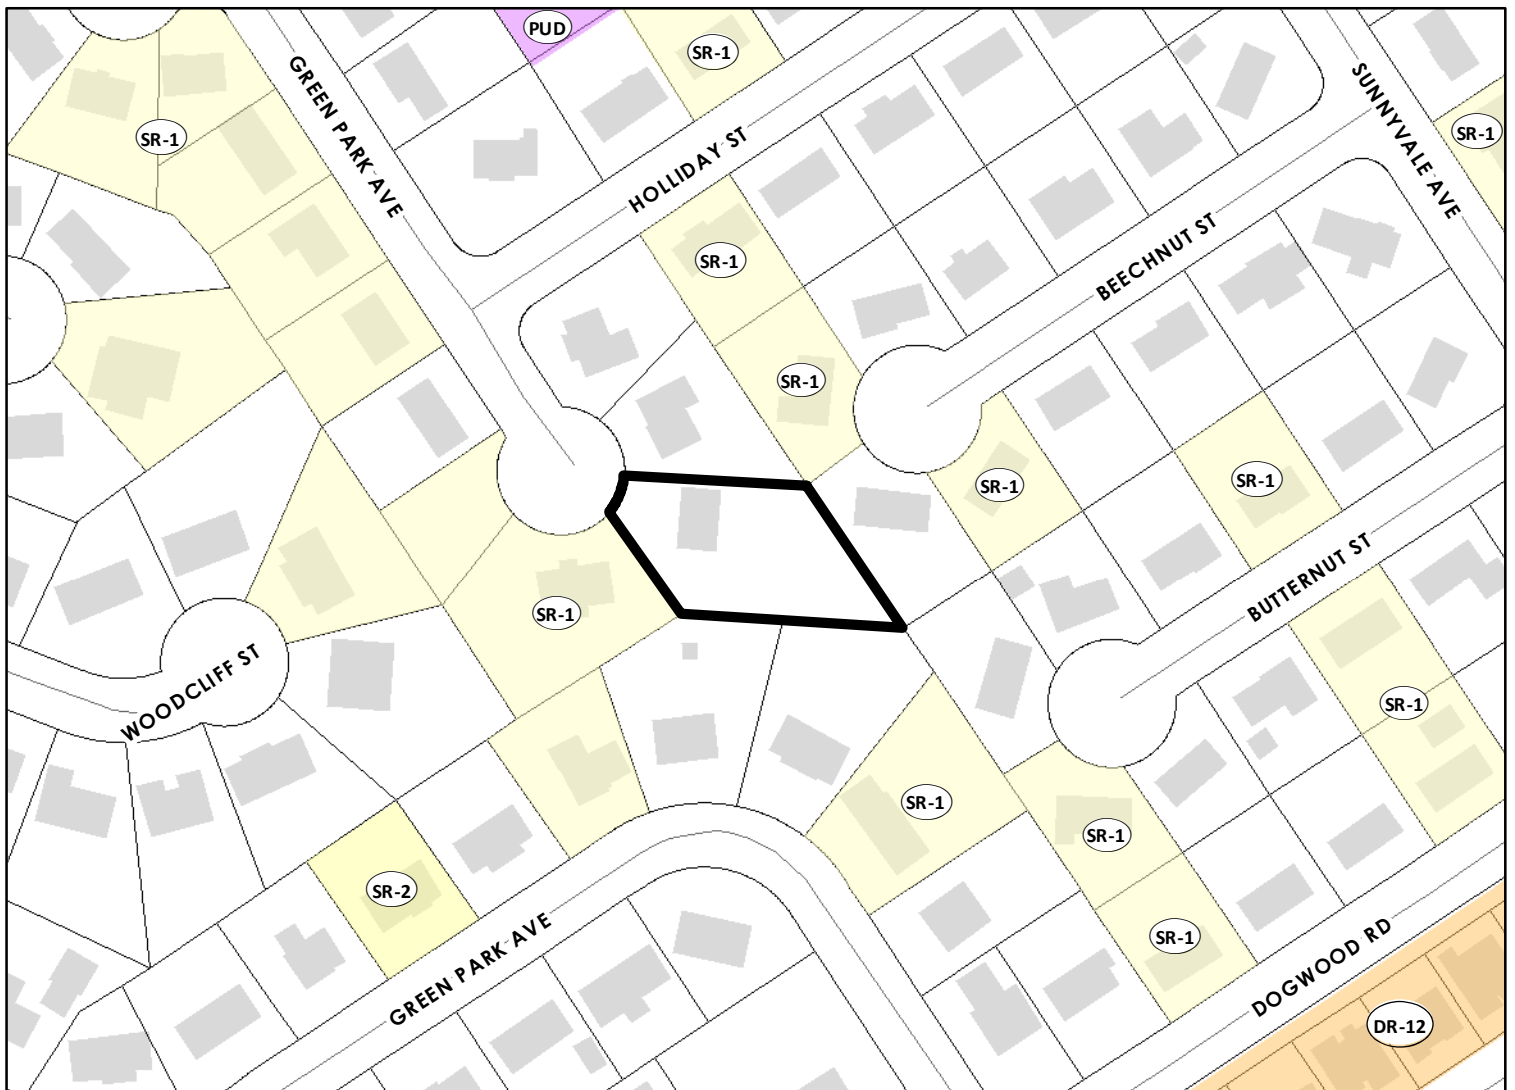 PUD
SR-1
GREEN PARK AVE
SUNNYVALE AVE
SR-1
SR-1
HOLLIDAY ST
SR-1
BEECHNUT ST
SR-1
SR-1
SR-1
SR-1
BUTTERNUT ST
WOODCLIFF ST
SR-1
SR-1
SR-1
SR-1
SR-2
GREEN PARK AVE
SR-1
DOGWOOD RD
DR-12